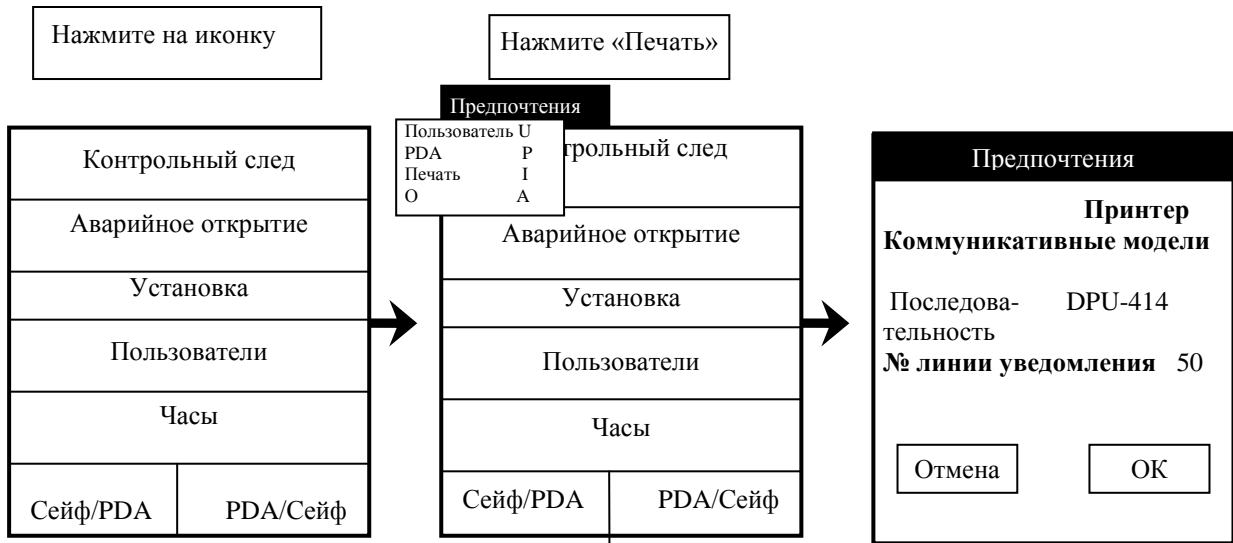 Нажмите на иконку
Контрольный след
Аварийное открытие
Установка
Пользователи
Часы
Сейф/PDA PDA/Сейф
Нажмите «Печать»
Предпочтения
Пользователь U
PDA P
Печать I
О А
трольный след
Аварийное открытие
Установка
Пользователи
Часы
Сейф/PDA PDA/Сейф
Предпочтения
Принтер
Коммуникативные модели
Последова- DPU-414
тельность
№ линии уведомления 50
Отмена ОК